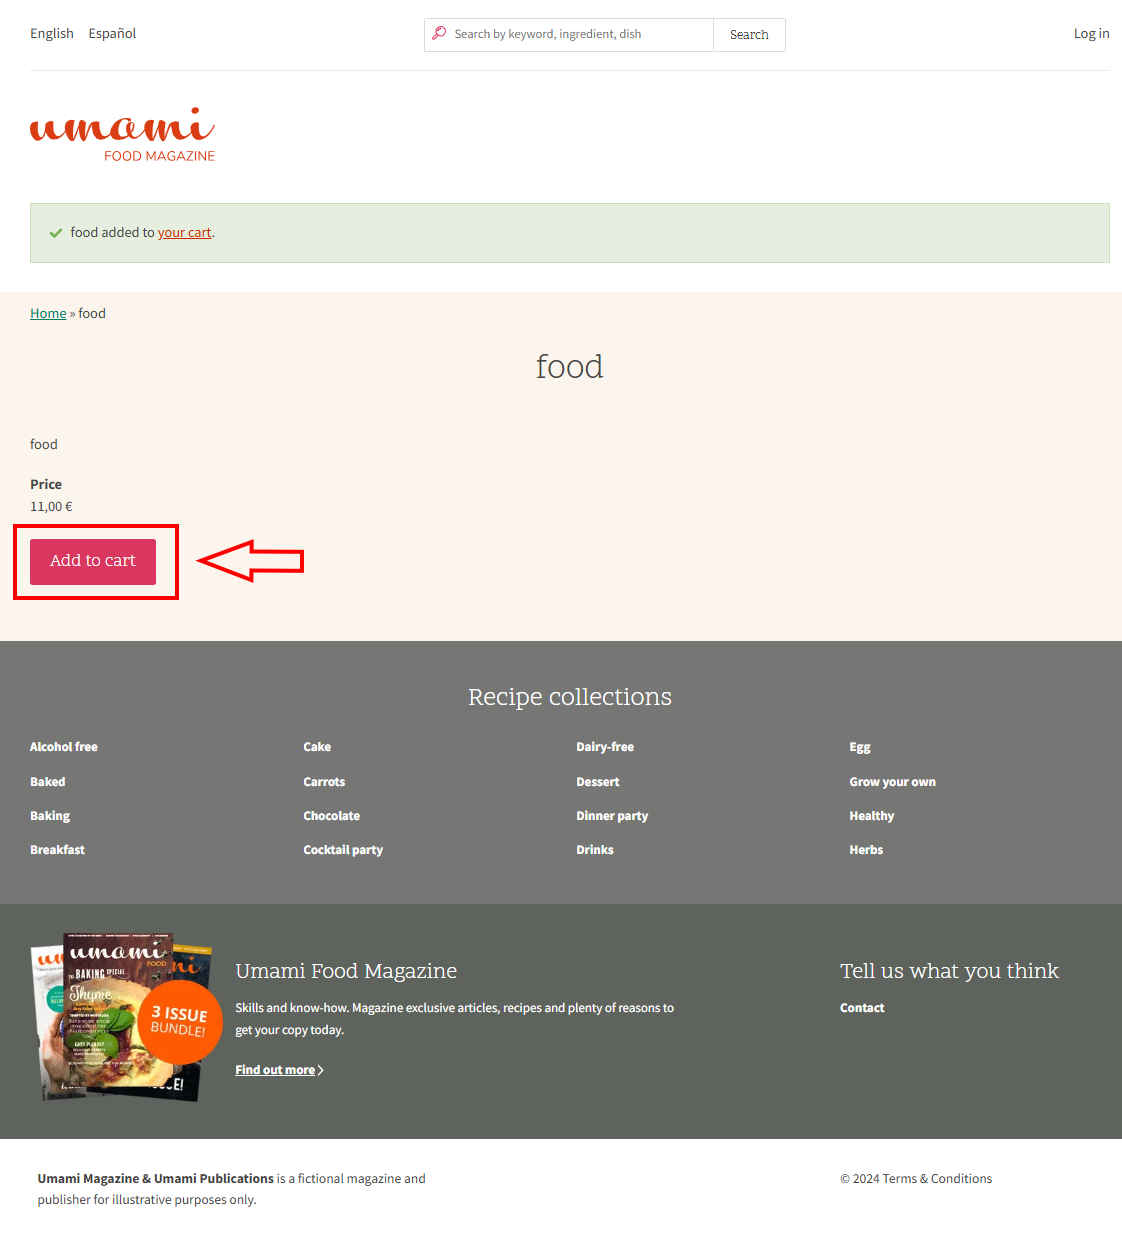 English Español
Search by keyword, ingredient, dish
Search
Log in
umami
FOOD MAGAZINE
food added to your cart.
Home » food
food
food
Price
11,00 €
Add to cart
Recipe collections
Alcohol free
Baked
Baking
Breakfast
Cake
Carrots
Chocolate
Cocktail party
Dairy-free
Dessert
Dinner party
Drinks
Egg
Grow your own
Healthy
Herbs
umami
FOOD
BAKING SPECIAL
Thyme
EASY PLEASY
3 ISSUE
BUNDLE!
Umami Food Magazine
Skills and know-how. Magazine exclusive articles, recipes and plenty of reasons to
get your copy today.
Find out more
Tell us what you think
Contact
Umami Magazine & Umami Publications is a fictional magazine and
publisher for illustrative purposes only.
© 2024 Terms & Conditions